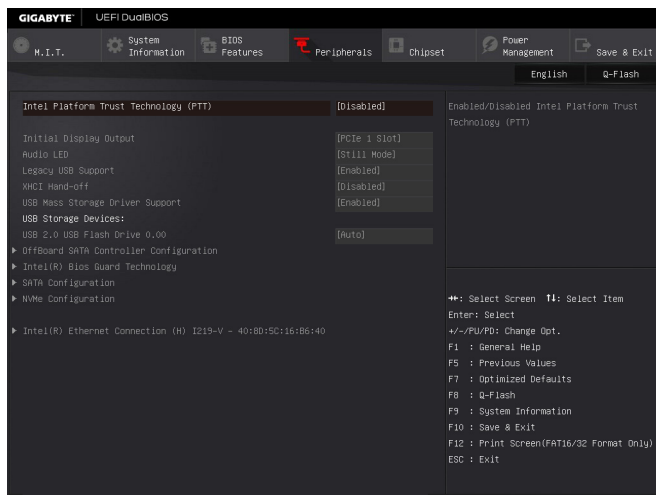 GIGABYTE™ UEFI DualBIOS
M.I.T.
System Information
BIOS Features
Peripherals
Chipset
Power Management
Save & Exit
English Q-Flash
Intel Platform Trust Technology (PTT) [Disabled]
Initial Display Output [PCIe 1 Slot]
Audio LED [Still Mode]
Legacy USB Support [Enabled]
XHCI Hand-off [Disabled]
USB Mass Storage Driver Support [Enabled]
USB Storage Devices:
USB 2.0 USB Flash Drive 0.00 [Auto]
OffBoard SATA Controller Configuration
Intel(R) Bios Guard Technology
SATA Configuration
NVMe Configuration
Intel(R) Ethernet Connection (H) I219-V - 40:8D:5C:16:B6:40
Enabled/Disabled Intel Platform Trust
Technology (PTT)
→←: Select Screen ↑↓: Select Item
Enter: Select
+/-/PU/PD: Change Opt.
F1 : General Help
F5 : Previous Values
F7 : Optimized Defaults
F8 : Q-Flash
F9 : System Information
F10 : Save & Exit
F12 : Print Screen(FAT16/32 Format Only)
ESC : Exit